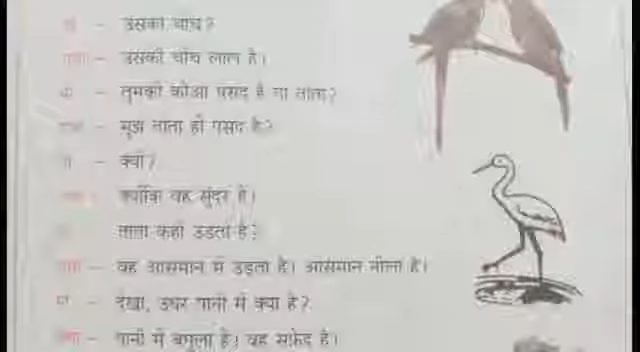 – उसकी चोंच?
– उसकी चोंच लाल है।
– तुमको कौआ पसंद है या तोता?
– मुझे तोता ही पसंद है?
– क्यों?
क्योंकि वह सुंदर है।
तोता कहाँ उड़ता है?
– वह आसमान में उड़ता है। आसमान नीला है।
– देखो, उधर पानी में क्या है?
– पानी में बगुला है। वह सफ़ेद है।